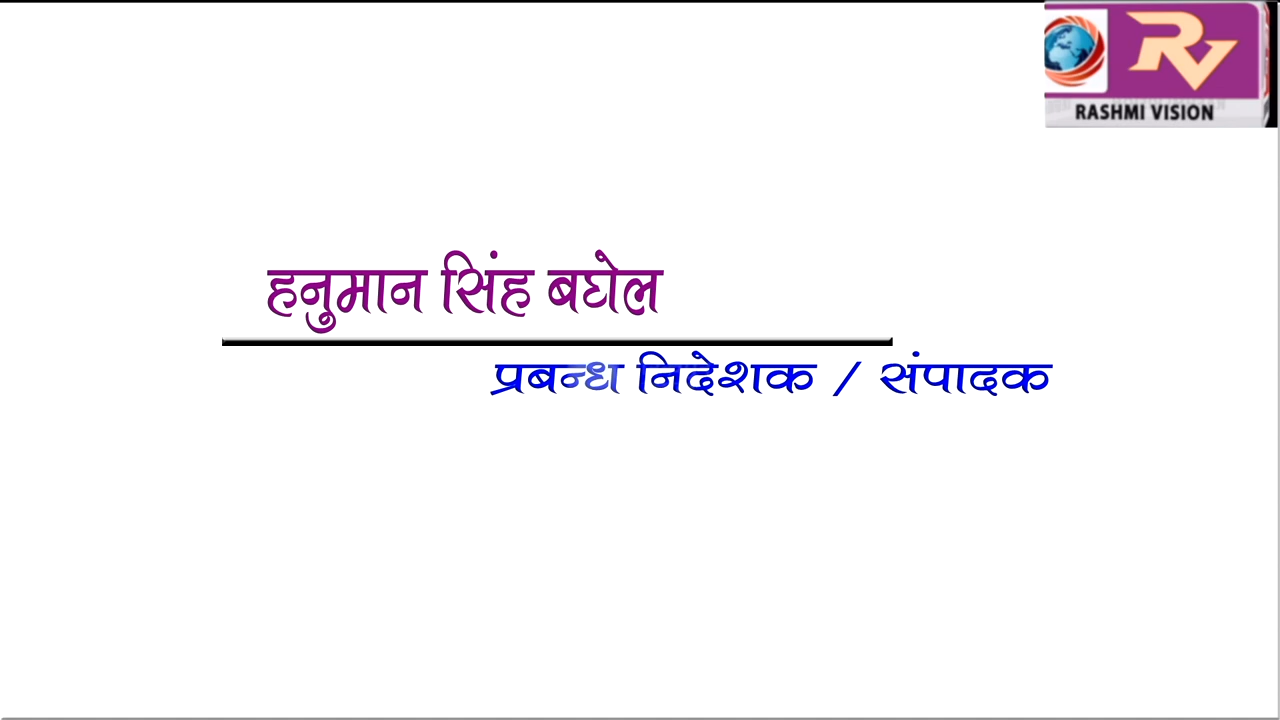 RV
RASHMI VISION
हनुमान सिंह बघेल
प्रबन्ध निदेशक / संपादक